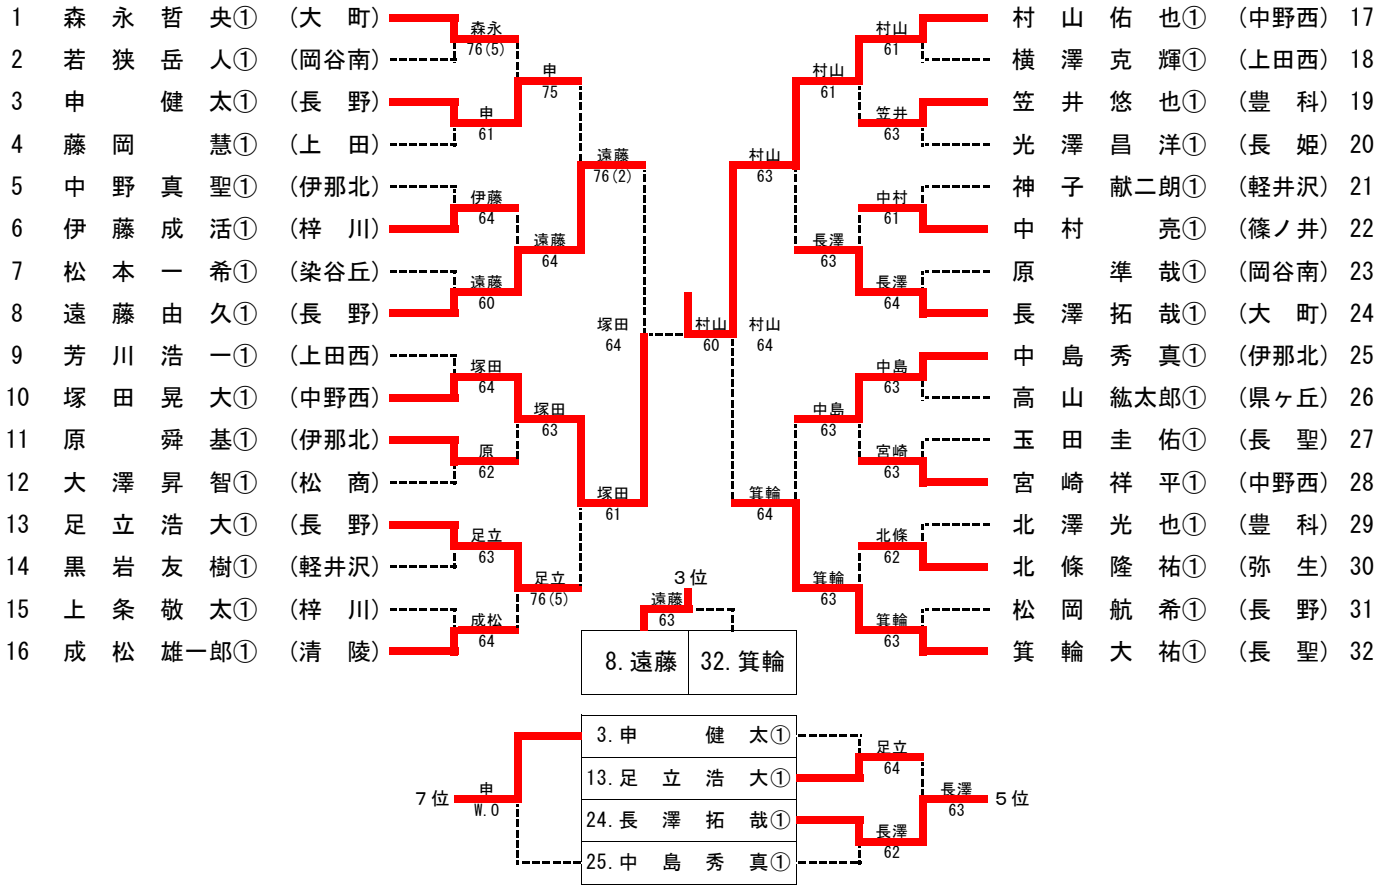 1 森 永 哲 央① (大 町) 森永 76(5) 村山 61 村 山 佑 也① (中野西) 17
2 若 狭 岳 人① (岡谷南) 申 75 村山 61 横 澤 克 輝① (上田西) 18
3 申 健 太① (長 野) 申 61 笠井 63 笠 井 悠 也① (豊 科) 19
4 藤 岡 慧① (上 田) 遠藤 76(2) 村山 63 光 澤 昌 洋① (長 姫) 20
5 中 野 真 聖① (伊那北) 伊藤 64 中村 61 神 子 献二朗① (軽井沢) 21
6 伊 藤 成 活① (梓 川) 遠藤 64 長澤 63 中 村 亮① (篠ノ井) 22
7 松 本 一 希① (染谷丘) 遠藤 60 長澤 64 原 準 哉① (岡谷南) 23
8 遠 藤 由 久① (長 野) 塚田 64 村山 60 村山 64 長 澤 拓 哉① (大 町) 24
9 芳 川 浩 一① (上田西) 塚田 64 中島 63 中 島 秀 真① (伊那北) 25
10 塚 田 晃 大① (中野西) 塚田 63 中島 63 高 山 紘太郎① (県ヶ丘) 26
11 原 舜 基① (伊那北) 原 62 宮崎 63 玉 田 圭 佑① (長 聖) 27
12 大 澤 昇 智① (松 商) 塚田 61 箕輪 64 宮 崎 祥 平① (中野西) 28
13 足 立 浩 大① (長 野) 足立 63 北條 62 北 澤 光 也① (豊 科) 29
14 黒 岩 友 樹① (軽井沢) 足立 76(5) 3位 箕輪 63 北 條 隆 祐① (弥 生) 30
15 上 条 敬 太① (梓 川) 成松 64 遠藤 63 箕輪 63 松 岡 航 希① (長 野) 31
16 成 松 雄一郎① (清 陵) 8.遠藤 32.箕輪 箕 輪 大 祐① (長 聖) 32
3.申 健 太① 足立 64
13.足 立 浩 大①
7位 申 W.O 長澤 63 5位
24.長 澤 拓 哉① 長澤 62
25.中 島 秀 真①